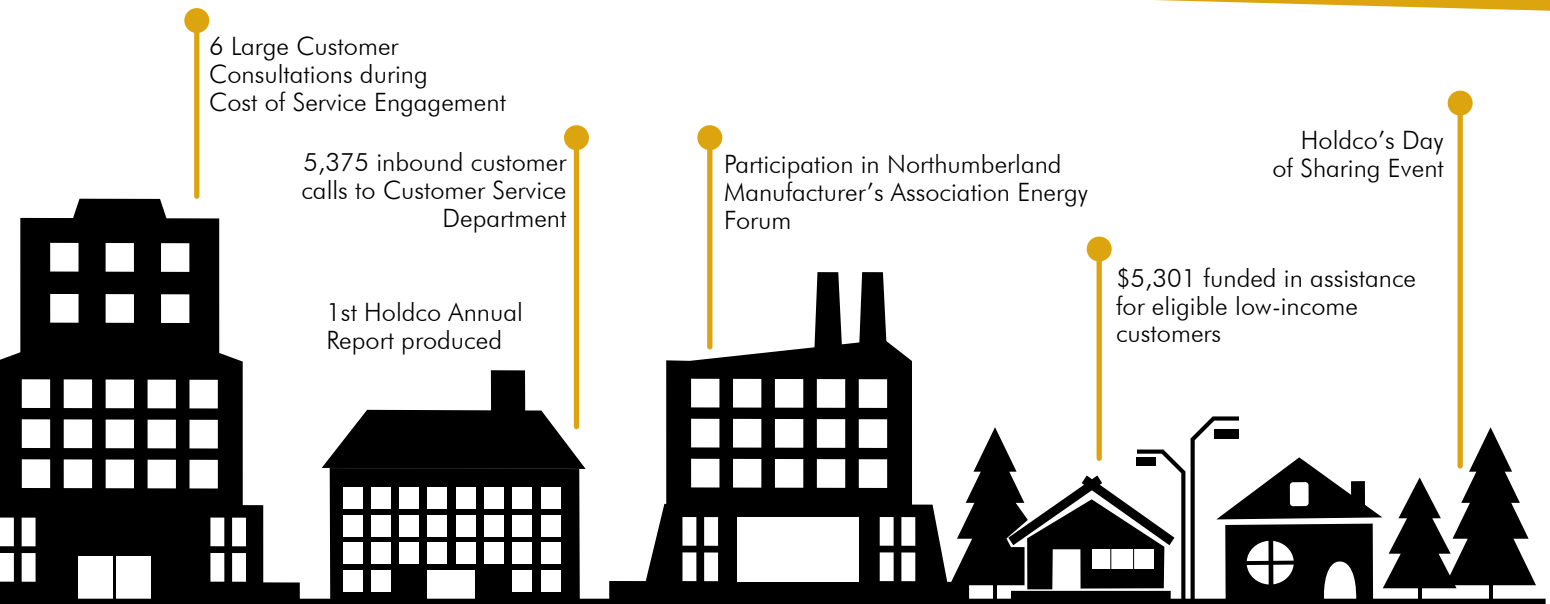 6 Large Customer
Consultations during
Cost of Service Engagement
5,375 inbound customer
calls to Customer Service
Department
1st Holdco Annual
Report produced
Participation in Northumberland
Manufacturer's Association Energy
Forum
$5,301 funded in assistance
for eligible low-income
customers
Holdco's Day
of Sharing Event